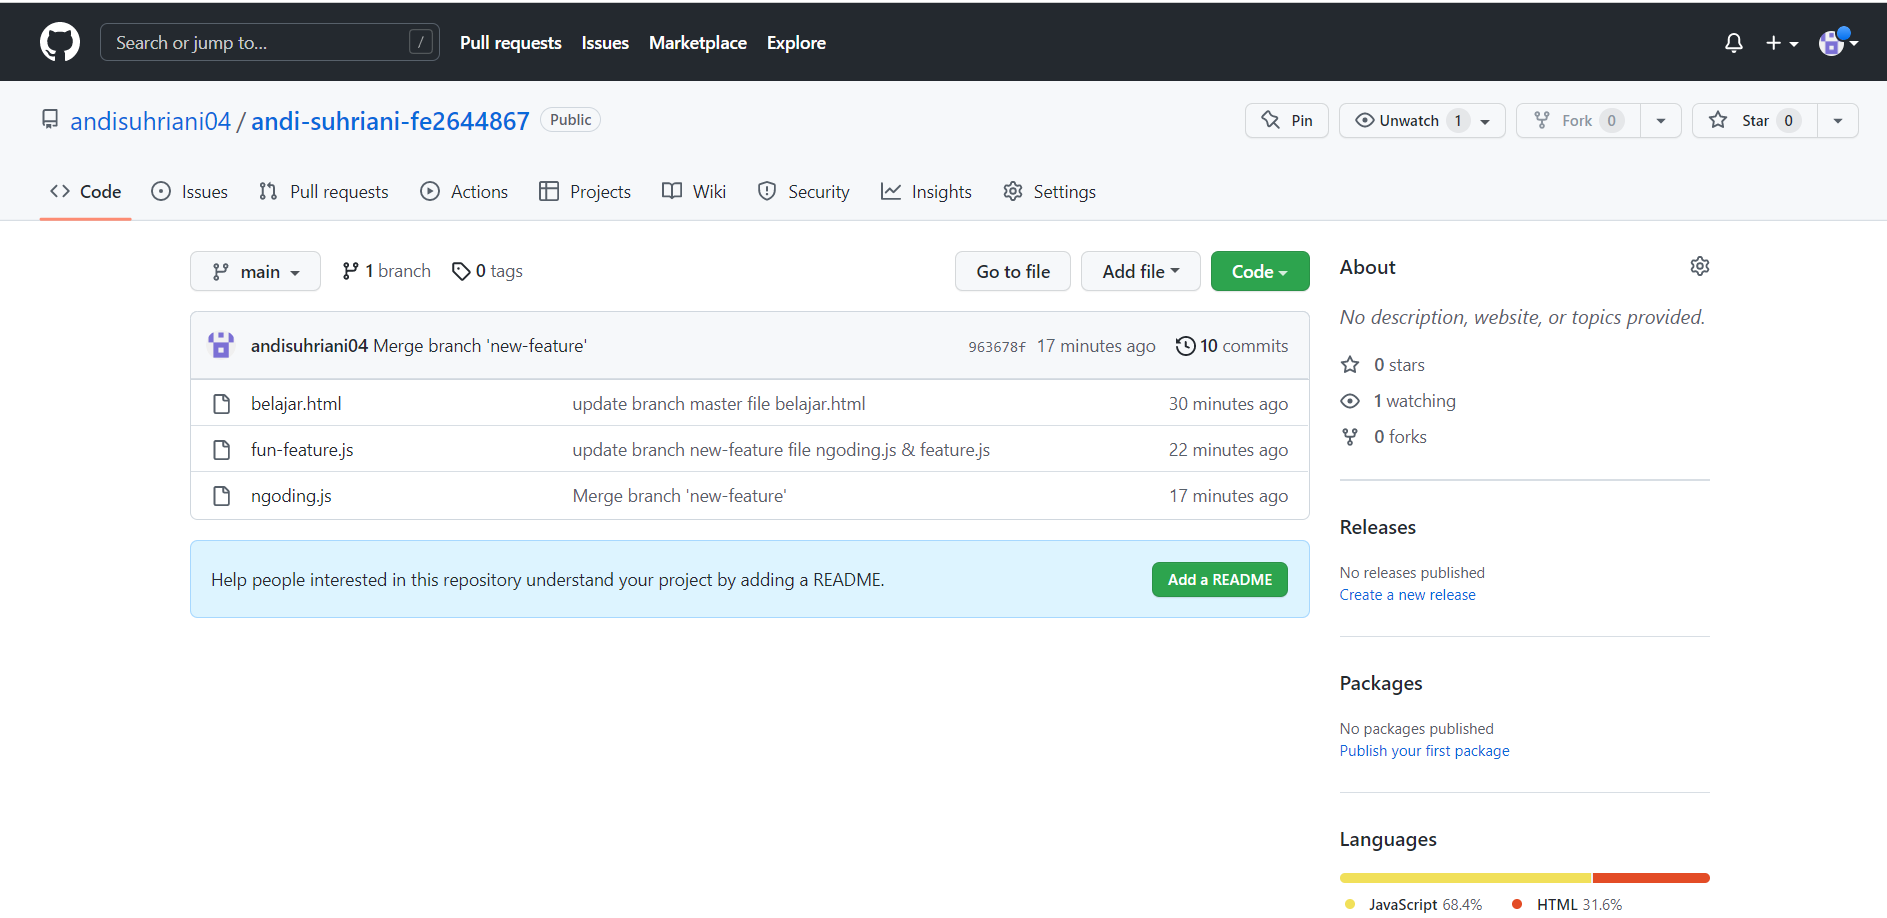 Search or jump to... / Pull requests Issues Marketplace Explore
andisuhriani04 / andi-suhriani-fe2644867 Public Pin Unwatch 1 Fork 0 Star 0
Code Issues Pull requests Actions Projects Wiki Security Insights Settings
main 1 branch 0 tags Go to file Add file Code
andisuhriani04 Merge branch 'new-feature' 963678f 17 minutes ago 10 commits
belajar.html update branch master file belajar.html 30 minutes ago
fun-feature.js update branch new-feature file ngoding.js & feature.js 22 minutes ago
ngoding.js Merge branch 'new-feature' 17 minutes ago
Help people interested in this repository understand your project by adding a README. Add a README
About
No description, website, or topics provided.
0 stars
1 watching
0 forks
Releases
No releases published
Create a new release
Packages
No packages published
Publish your first package
Languages
JavaScript 68.4% HTML 31.6%